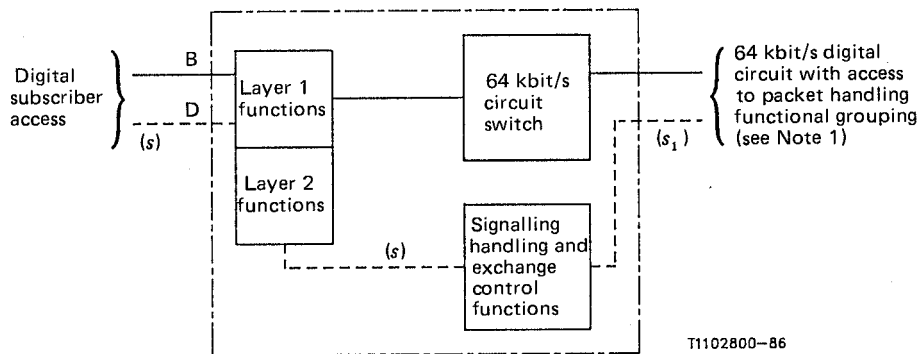 Digital
subscriber
access
B
D
(s)
Layer 1
functions
Layer 2
functions
(s)
64 kbit/s
circuit
switch
Signalling
handling and
exchange
control
functions
(s₁)
64 kbit/s digital
circuit with access
to packet handling
functional grouping
(see Note 1)
T1102800-86